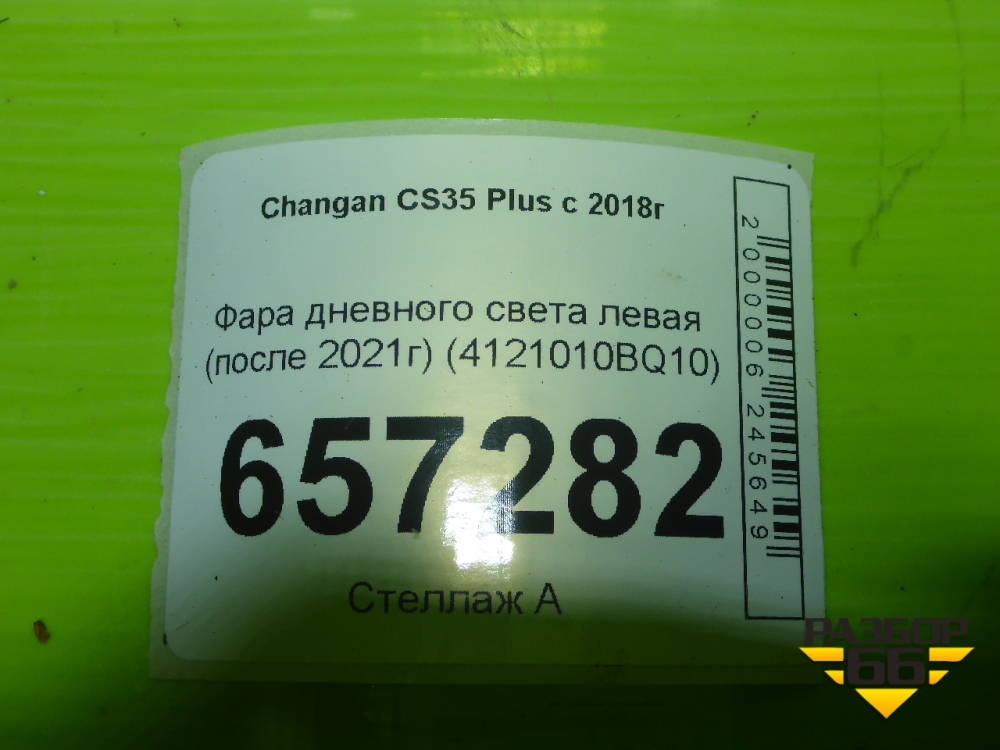 Changan CS35 Plus с 2018г
Фара дневного света левая
(после 2021г) (4121010BQ10)
657282
Стеллаж А
2000006245649
РАЗБОР
66